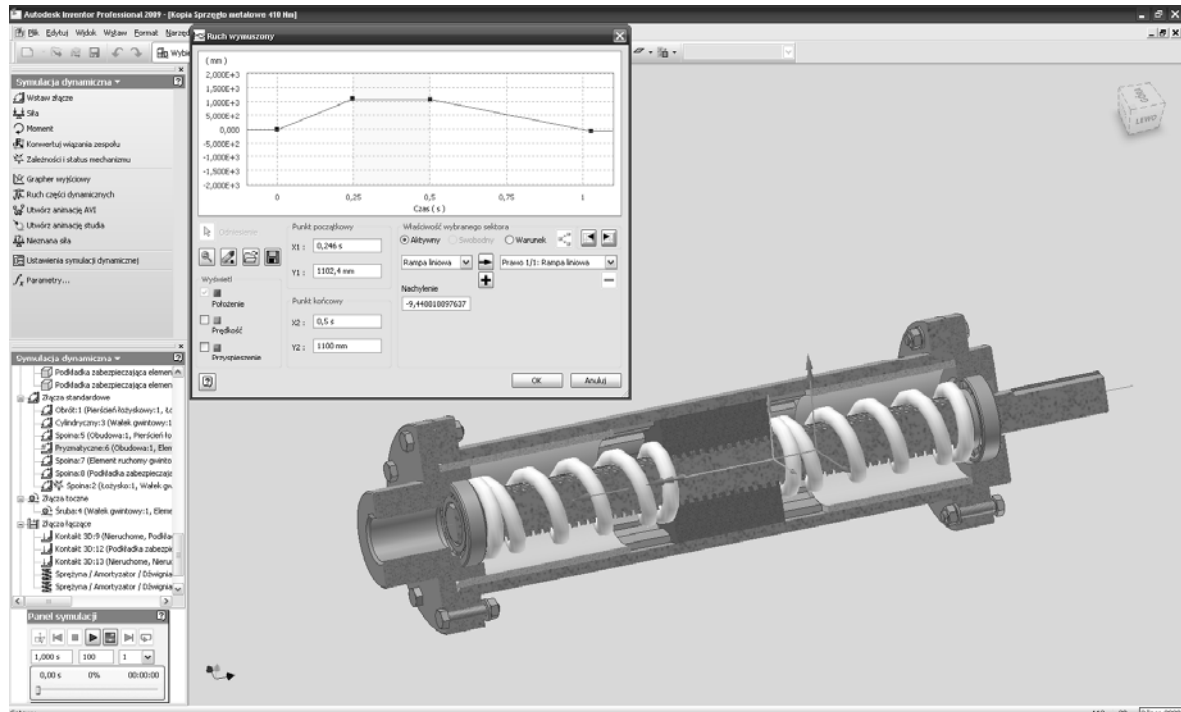 Autodesk Inventor Professional 2009 - [Kopia Sprzęgło metalowe 410 Nm]
Plik Edytuj Widok Wstaw Format Narzęd
Wybie
Symulacja dynamiczna
Wstaw złącze
Siła
Moment
Konwertuj wiązania zespołu
Zależności i status mechanizmu
Grapher wyjściowy
Ruch części dynamicznych
Utwórz animację AVI
Utwórz animację studia
Nieznana siła
Ustawienia symulacji dynamicznej
Parametry...
Ruch wymuszony
(mm)
2,000E+3
1,500E+3
1,000E+3
5,000E+2
0,000
-5,000E+2
-1,000E+3
-1,500E+3
-2,000E+3
0 0,25 0,5 0,75 1
Czas ( s )
Odniesienie
Wyświetl
Położenie
Prędkość
Przyspieszenie
Punkt początkowy
X1 : 0,246 s
Y1 : 1102,4 mm
Punkt końcowy
X2 : 0,5 s
Y2 : 1100 mm
Właściwość wybranego sektora
Aktywny Swobodny Warunek
Rampa liniowa Prawo 1/1: Rampa liniowa
Nachylenie
-9,448818897637
OK Anuluj
LEWO
Symulacja dynamiczna
Podkładka zabezpieczająca elemen
Podkładka zabezpieczająca elemen
Złącza standardowe
Obrót:1 (Pierścień łożyskowy:1, Ło
Cylindryczny:3 (Wałek gwintowy:1
Spoina:5 (Obudowa:1, Pierścień ło
Pryzmatyczne:6 (Obudowa:1, Elem
Spoina:7 (Element ruchomy gwinto
Spoina:8 (Podkładka zabezpieczają
Spoina:2 (Łożysko:1, Wałek gw
Złącza toczne
Śruba:4 (Wałek gwintowy:1, Eleme
Złącza łączące
Kontakt 3D:9 (Nieruchome, Podkład
Kontakt 3D:12 (Podkładka zabezpie
Kontakt 3D:13 (Nieruchome, Nieruc
Sprężyna / Amortyzator / Dźwignia
Sprężyna / Amortyzator / Dźwignia
Panel symulacji
1,000 s 100 1
0,00 s 0% 00:00:00